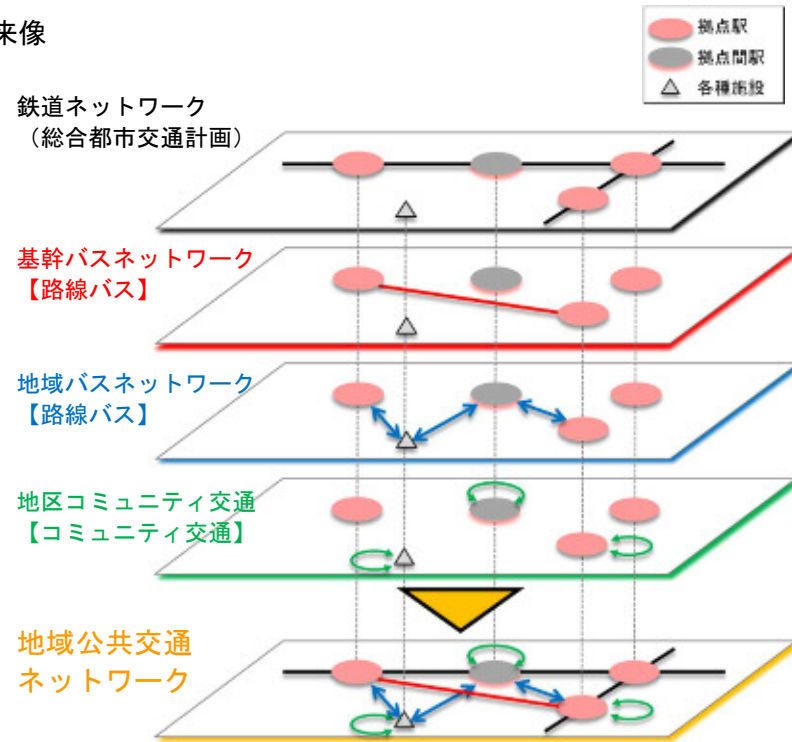 来像
拠点駅
拠点間駅
各種施設
鉄道ネットワーク
（総合都市交通計画）
基幹バスネットワーク
【路線バス】
地域バスネットワーク
【路線バス】
地区コミュニティ交通
【コミュニティ交通】
地域公共交通
ネットワーク